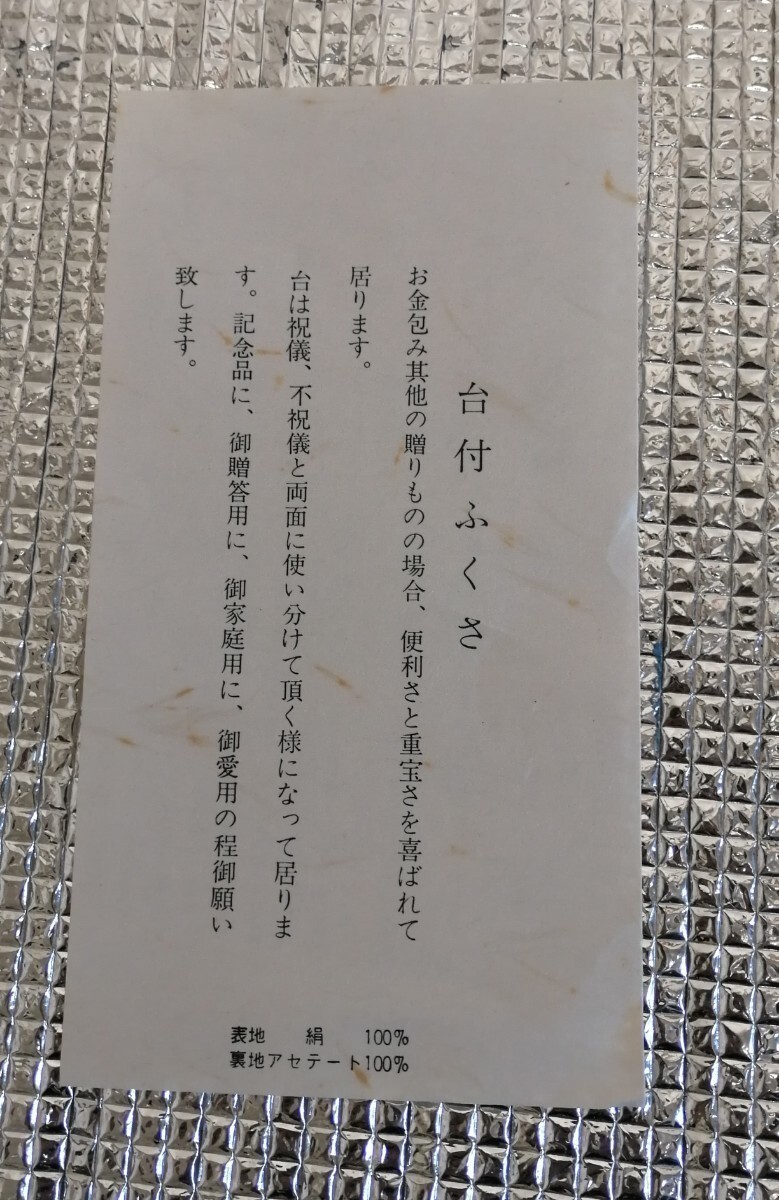 台付ふくさ
お金包み其他の贈りものの場合、便利さと重宝さを喜ばれて
居ります。
台は祝儀、不祝儀と両面に使い分けて頂く様になって居りま
す。記念品に、御贈答用に、御家庭用に、御愛用の程御願い
致します。
表地　絹　100%
裏地アセテート100%